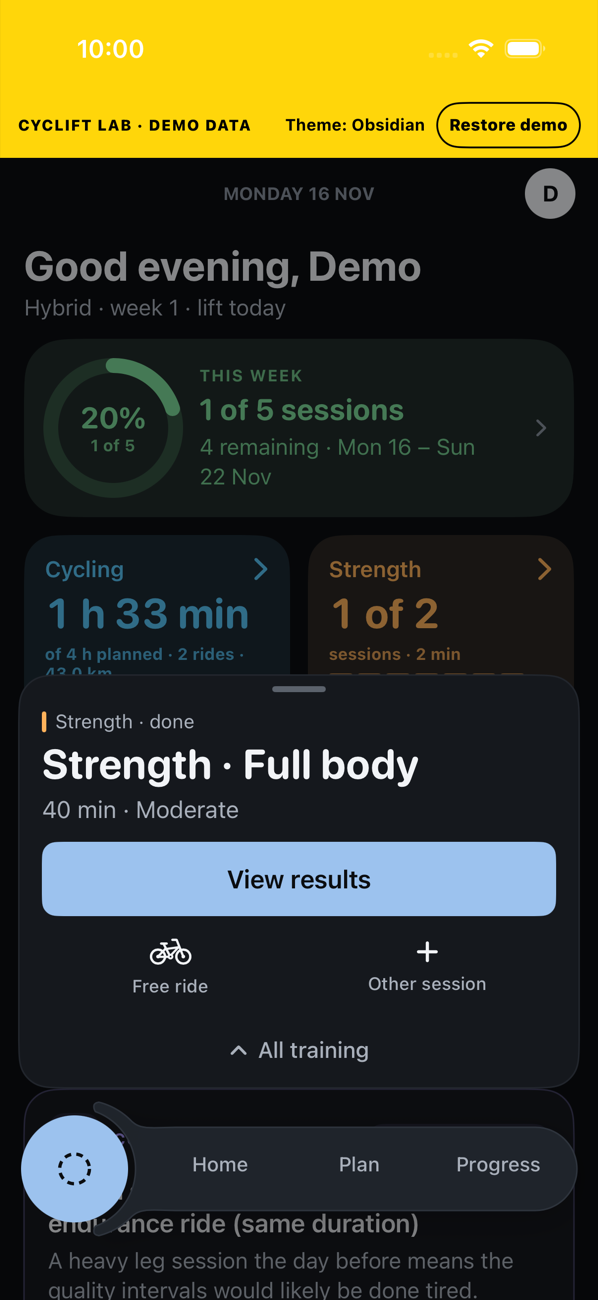 10:00
CYCLIFT LAB · DEMO DATA
Theme: Obsidian
Restore demo
MONDAY 16 NOV
D
Good evening, Demo
Hybrid · week 1 · lift today
THIS WEEK
20%
1 of 5
1 of 5 sessions
4 remaining · Mon 16 – Sun
22 Nov
Cycling
1 h 33 min
of 4 h planned · 2 rides ·
43.0 km
Strength
1 of 2
sessions · 2 min
Strength · done
Strength · Full body
40 min · Moderate
View results
Free ride
Other session
All training
Home
Plan
Progress
endurance ride (same duration)
A heavy leg session the day before means the
quality intervals would likely be done tired.